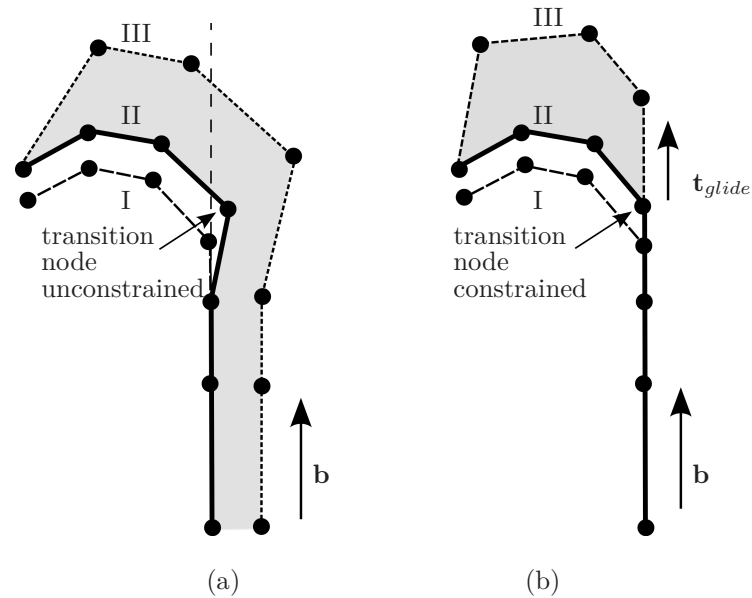 III
II
I
transition
node
unconstrained
b
(a)
III
II
I
t_glide
transition
node
constrained
b
(b)